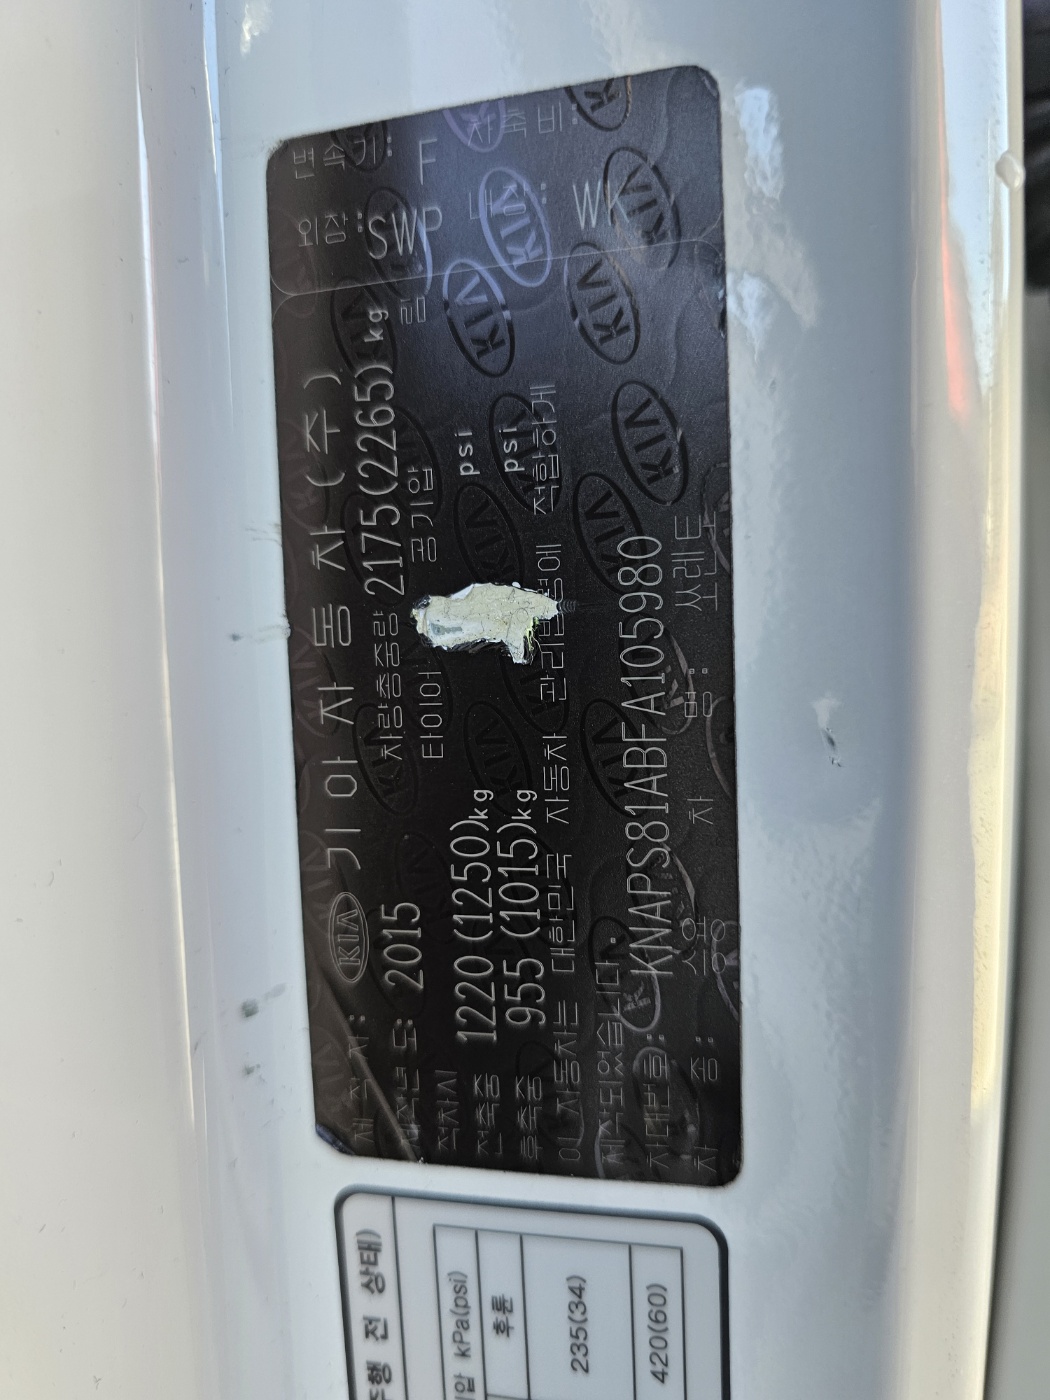 KIA 기아자동차(주)
제작자:
제작년도: 2015 차량총중량 2175(2265)kg
적차시 타이어 공기압 림
전축중 1220 (1250)kg psi
후축중 955 (1015)kg psi
이 자동차는 대한민국 자동차 관리법령에 적합하게
제작되었습니다.
차대번호: KNAPS81ABFA105980
차 종: 승용 차 명: 쏘렌토
변속기: F
외장: SWP WK
주행 전 상태)
kPa(psi)
후륜
235(34)
420(60)